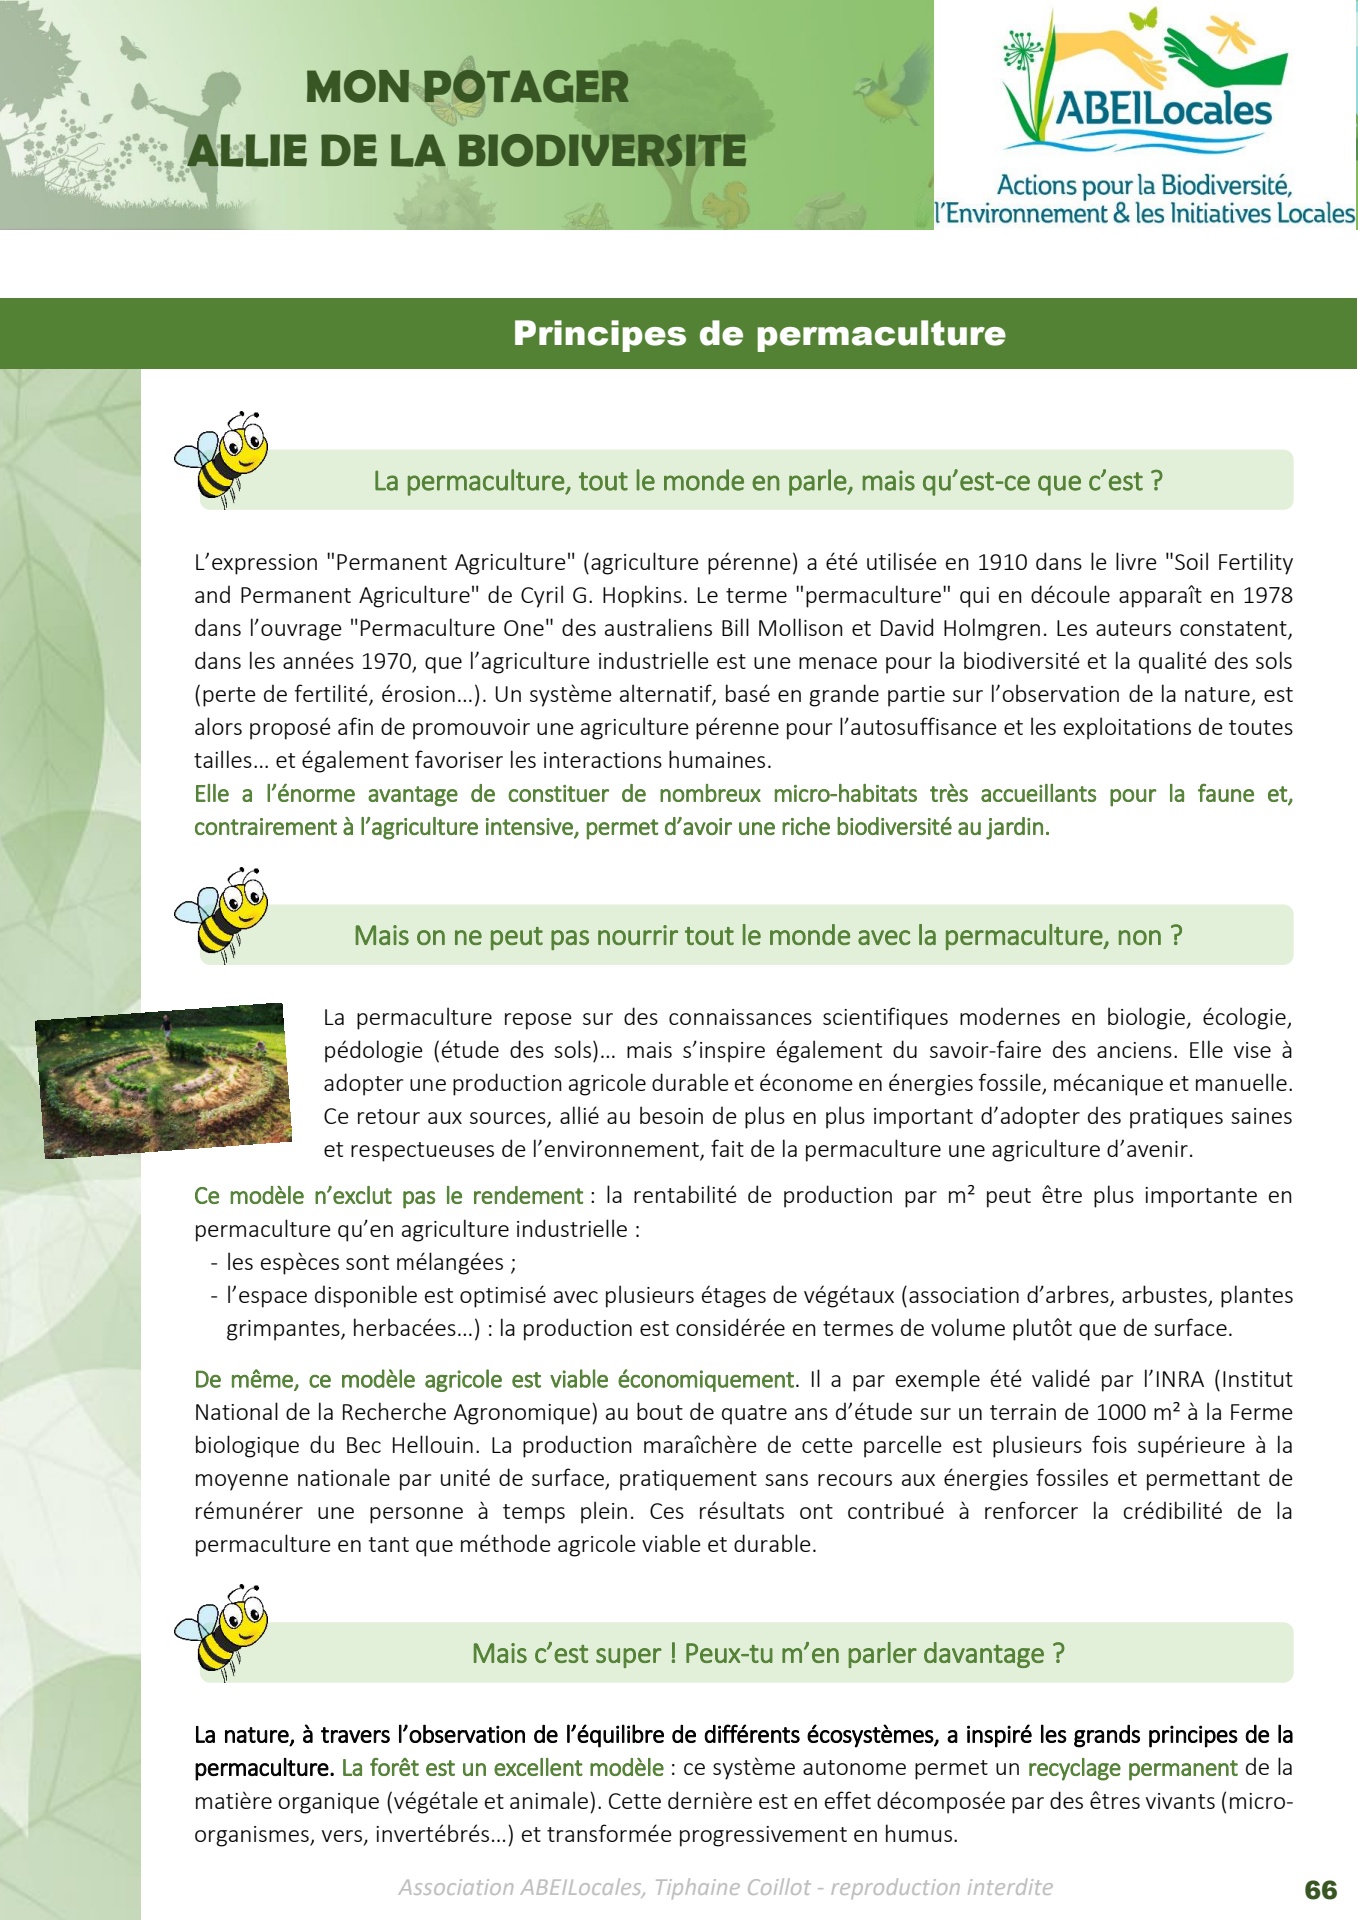 MON POTAGER
ALLIE DE LA BIODIVERSITE
ABEILocales
Actions pour la Biodiversité,
l'Environnement & les Initiatives Locales
Principes de permaculture
La permaculture, tout le monde en parle, mais qu'est-ce que c'est ?
L'expression "Permanent Agriculture" (agriculture pérenne) a été utilisée en 1910 dans le livre "Soil Fertility
and Permanent Agriculture" de Cyril G. Hopkins. Le terme "permaculture" qui en découle apparaît en 1978
dans l'ouvrage "Permaculture One" des australiens Bill Mollison et David Holmgren. Les auteurs constatent,
dans les années 1970, que l'agriculture industrielle est une menace pour la biodiversité et la qualité des sols
(perte de fertilité, érosion…). Un système alternatif, basé en grande partie sur l'observation de la nature, est
alors proposé afin de promouvoir une agriculture pérenne pour l'autosuffisance et les exploitations de toutes
tailles… et également favoriser les interactions humaines.
Elle a l'énorme avantage de constituer de nombreux micro-habitats très accueillants pour la faune et,
contrairement à l'agriculture intensive, permet d'avoir une riche biodiversité au jardin.
Mais on ne peut pas nourrir tout le monde avec la permaculture, non ?
La permaculture repose sur des connaissances scientifiques modernes en biologie, écologie,
pédologie (étude des sols)… mais s'inspire également du savoir-faire des anciens. Elle vise à
adopter une production agricole durable et économe en énergies fossile, mécanique et manuelle.
Ce retour aux sources, allié au besoin de plus en plus important d'adopter des pratiques saines
et respectueuses de l'environnement, fait de la permaculture une agriculture d'avenir.
Ce modèle n'exclut pas le rendement : la rentabilité de production par m² peut être plus importante en
permaculture qu'en agriculture industrielle :
- les espèces sont mélangées ;
- l'espace disponible est optimisé avec plusieurs étages de végétaux (association d'arbres, arbustes, plantes
grimpantes, herbacées…) : la production est considérée en termes de volume plutôt que de surface.
De même, ce modèle agricole est viable économiquement. Il a par exemple été validé par l'INRA (Institut
National de la Recherche Agronomique) au bout de quatre ans d'étude sur un terrain de 1000 m² à la Ferme
biologique du Bec Hellouin. La production maraîchère de cette parcelle est plusieurs fois supérieure à la
moyenne nationale par unité de surface, pratiquement sans recours aux énergies fossiles et permettant de
rémunérer une personne à temps plein. Ces résultats ont contribué à renforcer la crédibilité de la
permaculture en tant que méthode agricole viable et durable.
Mais c'est super ! Peux-tu m'en parler davantage ?
La nature, à travers l'observation de l'équilibre de différents écosystèmes, a inspiré les grands principes de la
permaculture. La forêt est un excellent modèle : ce système autonome permet un recyclage permanent de la
matière organique (végétale et animale). Cette dernière est en effet décomposée par des êtres vivants (micro-
organismes, vers, invertébrés…) et transformée progressivement en humus.
Association ABEILocales, Tiphaine Coillot - reproduction interdite
66